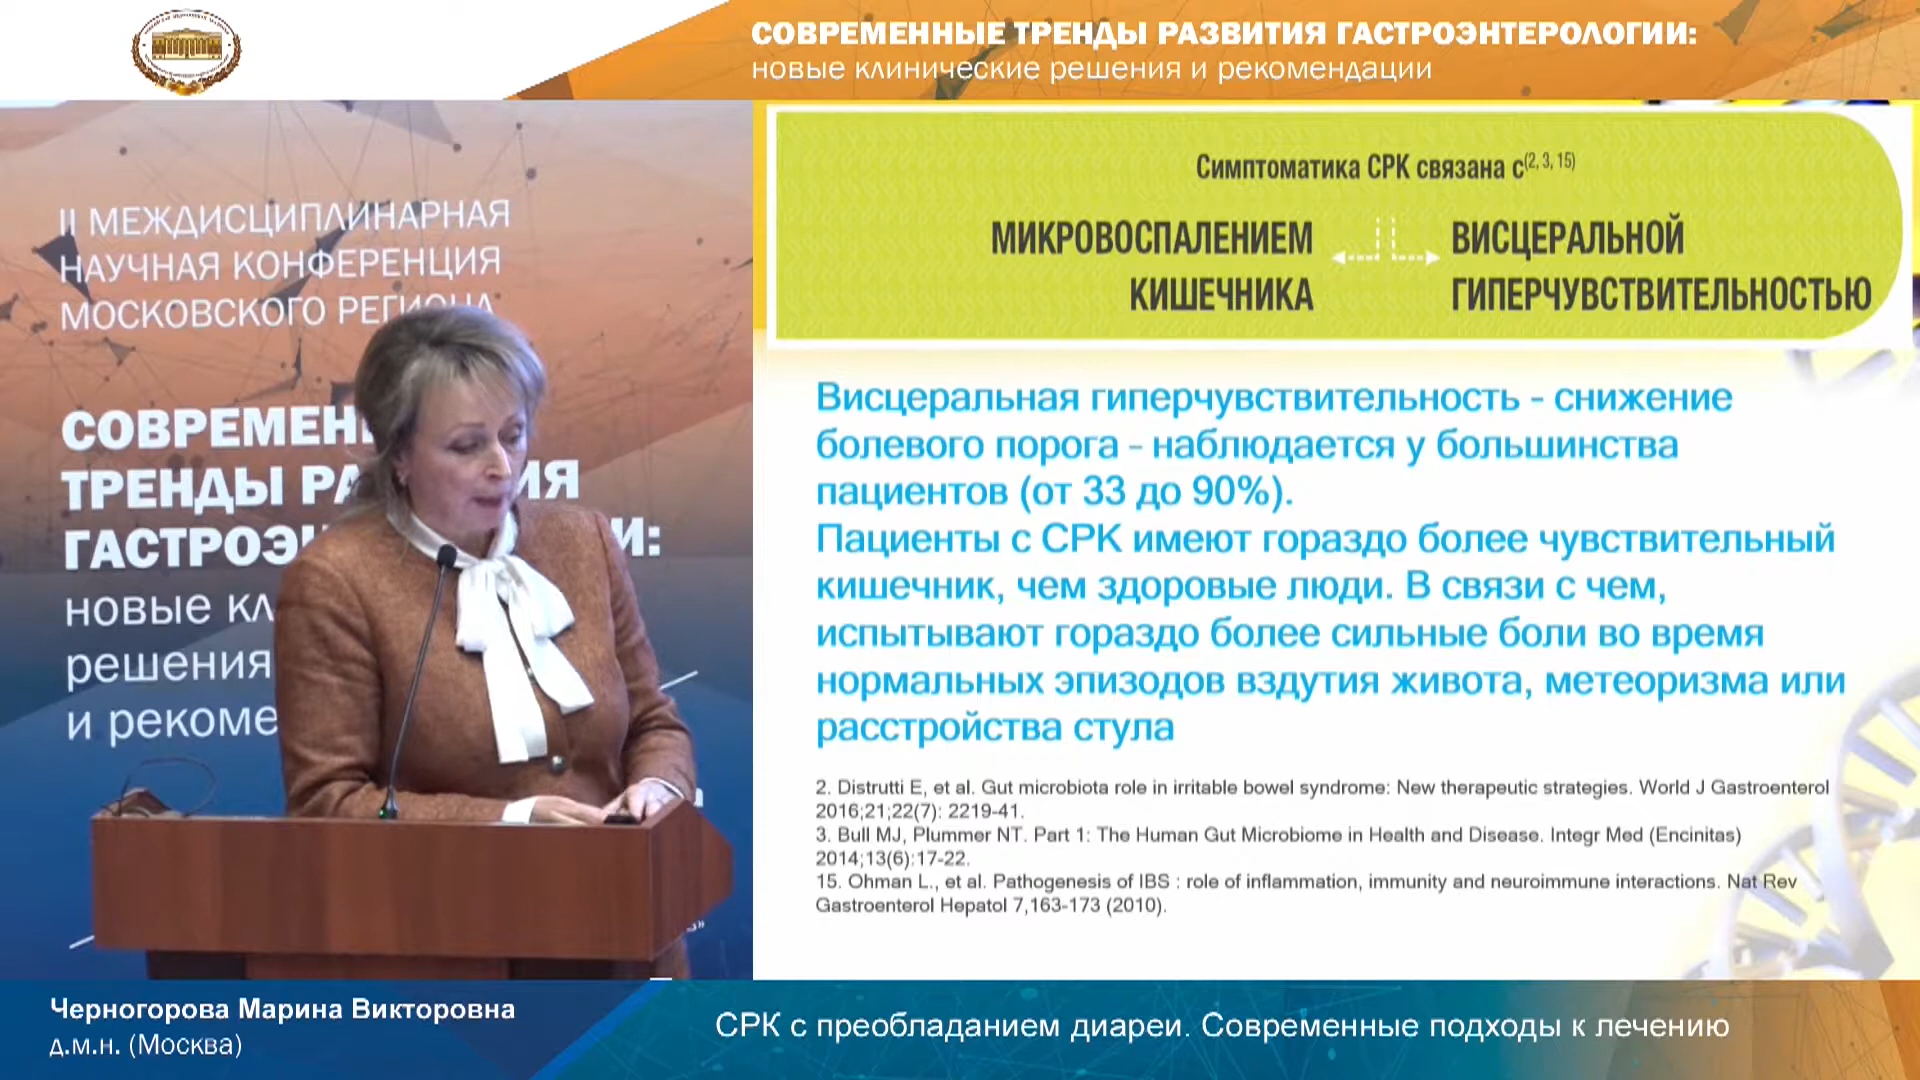 СОВРЕМЕННЫЕ ТРЕНДЫ РАЗВИТИЯ ГАСТРОЭНТЕРОЛОГИИ:
новые клинические решения и рекомендации
II МЕЖДИСЦИПЛИНАРНАЯ
НАУЧНАЯ КОНФЕРЕНЦИЯ
МОСКОВСКОГО РЕГИОНА
СОВРЕМЕН
ТРЕНДЫ РА ИЯ
ГАСТРОЭН И:
новые кл
решения
и рекоме
Симптоматика СРК связана с(2, 3, 15)
МИКРОВОСПАЛЕНИЕМ
КИШЕЧНИКА
ВИСЦЕРАЛЬНОЙ
ГИПЕРЧУВСТВИТЕЛЬНОСТЬЮ
Висцеральная гиперчувствительность - снижение
болевого порога – наблюдается у большинства
пациентов (от 33 до 90%).
Пациенты с СРК имеют гораздо более чувствительный
кишечник, чем здоровые люди. В связи с чем,
испытывают гораздо более сильные боли во время
нормальных эпизодов вздутия живота, метеоризма или
расстройства стула
2. Distrutti E, et al. Gut microbiota role in irritable bowel syndrome: New therapeutic strategies. World J Gastroenterol
2016;21;22(7): 2219-41.
3. Bull MJ, Plummer NT. Part 1: The Human Gut Microbiome in Health and Disease. Integr Med (Encinitas)
2014;13(6):17-22.
15. Ohman L., et al. Pathogenesis of IBS : role of inflammation, immunity and neuroimmune interactions. Nat Rev
Gastroenterol Hepatol 7,163-173 (2010).
Черногорова Марина Викторовна
д.м.н. (Москва)
СРК с преобладанием диареи. Современные подходы к лечению